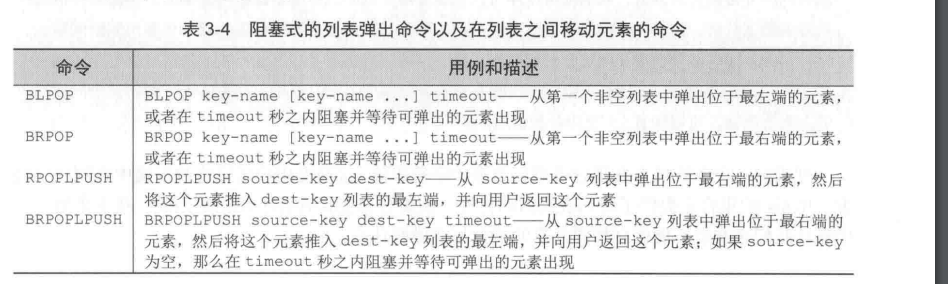 表 3-4 阻塞式的列表弹出命令以及在列表之间移动元素的命令
命令 用例和描述
BLPOP BLPOP key-name [key-name ...] timeout——从第一个非空列表中弹出位于最左端的元素，
或者在 timeout 秒之内阻塞并等待可弹出的元素出现
BRPOP BRPOP key-name [key-name ...] timeout——从第一个非空列表中弹出位于最右端的元素，
或者在 timeout 秒之内阻塞并等待可弹出的元素出现
RPOPLPUSH RPOPLPUSH source-key dest-key——从 source-key 列表中弹出位于最右端的元素，然后
将这个元素推入 dest-key 列表的最左端，并向用户返回这个元素
BRPOPLPUSH BRPOPLPUSH source-key dest-key timeout——从 source-key 列表中弹出位于最右端的
元素，然后将这个元素推入 dest-key 列表的最左端，并向用户返回这个元素；如果 source-key
为空，那么在 timeout 秒之内阻塞并等待可弹出的元素出现